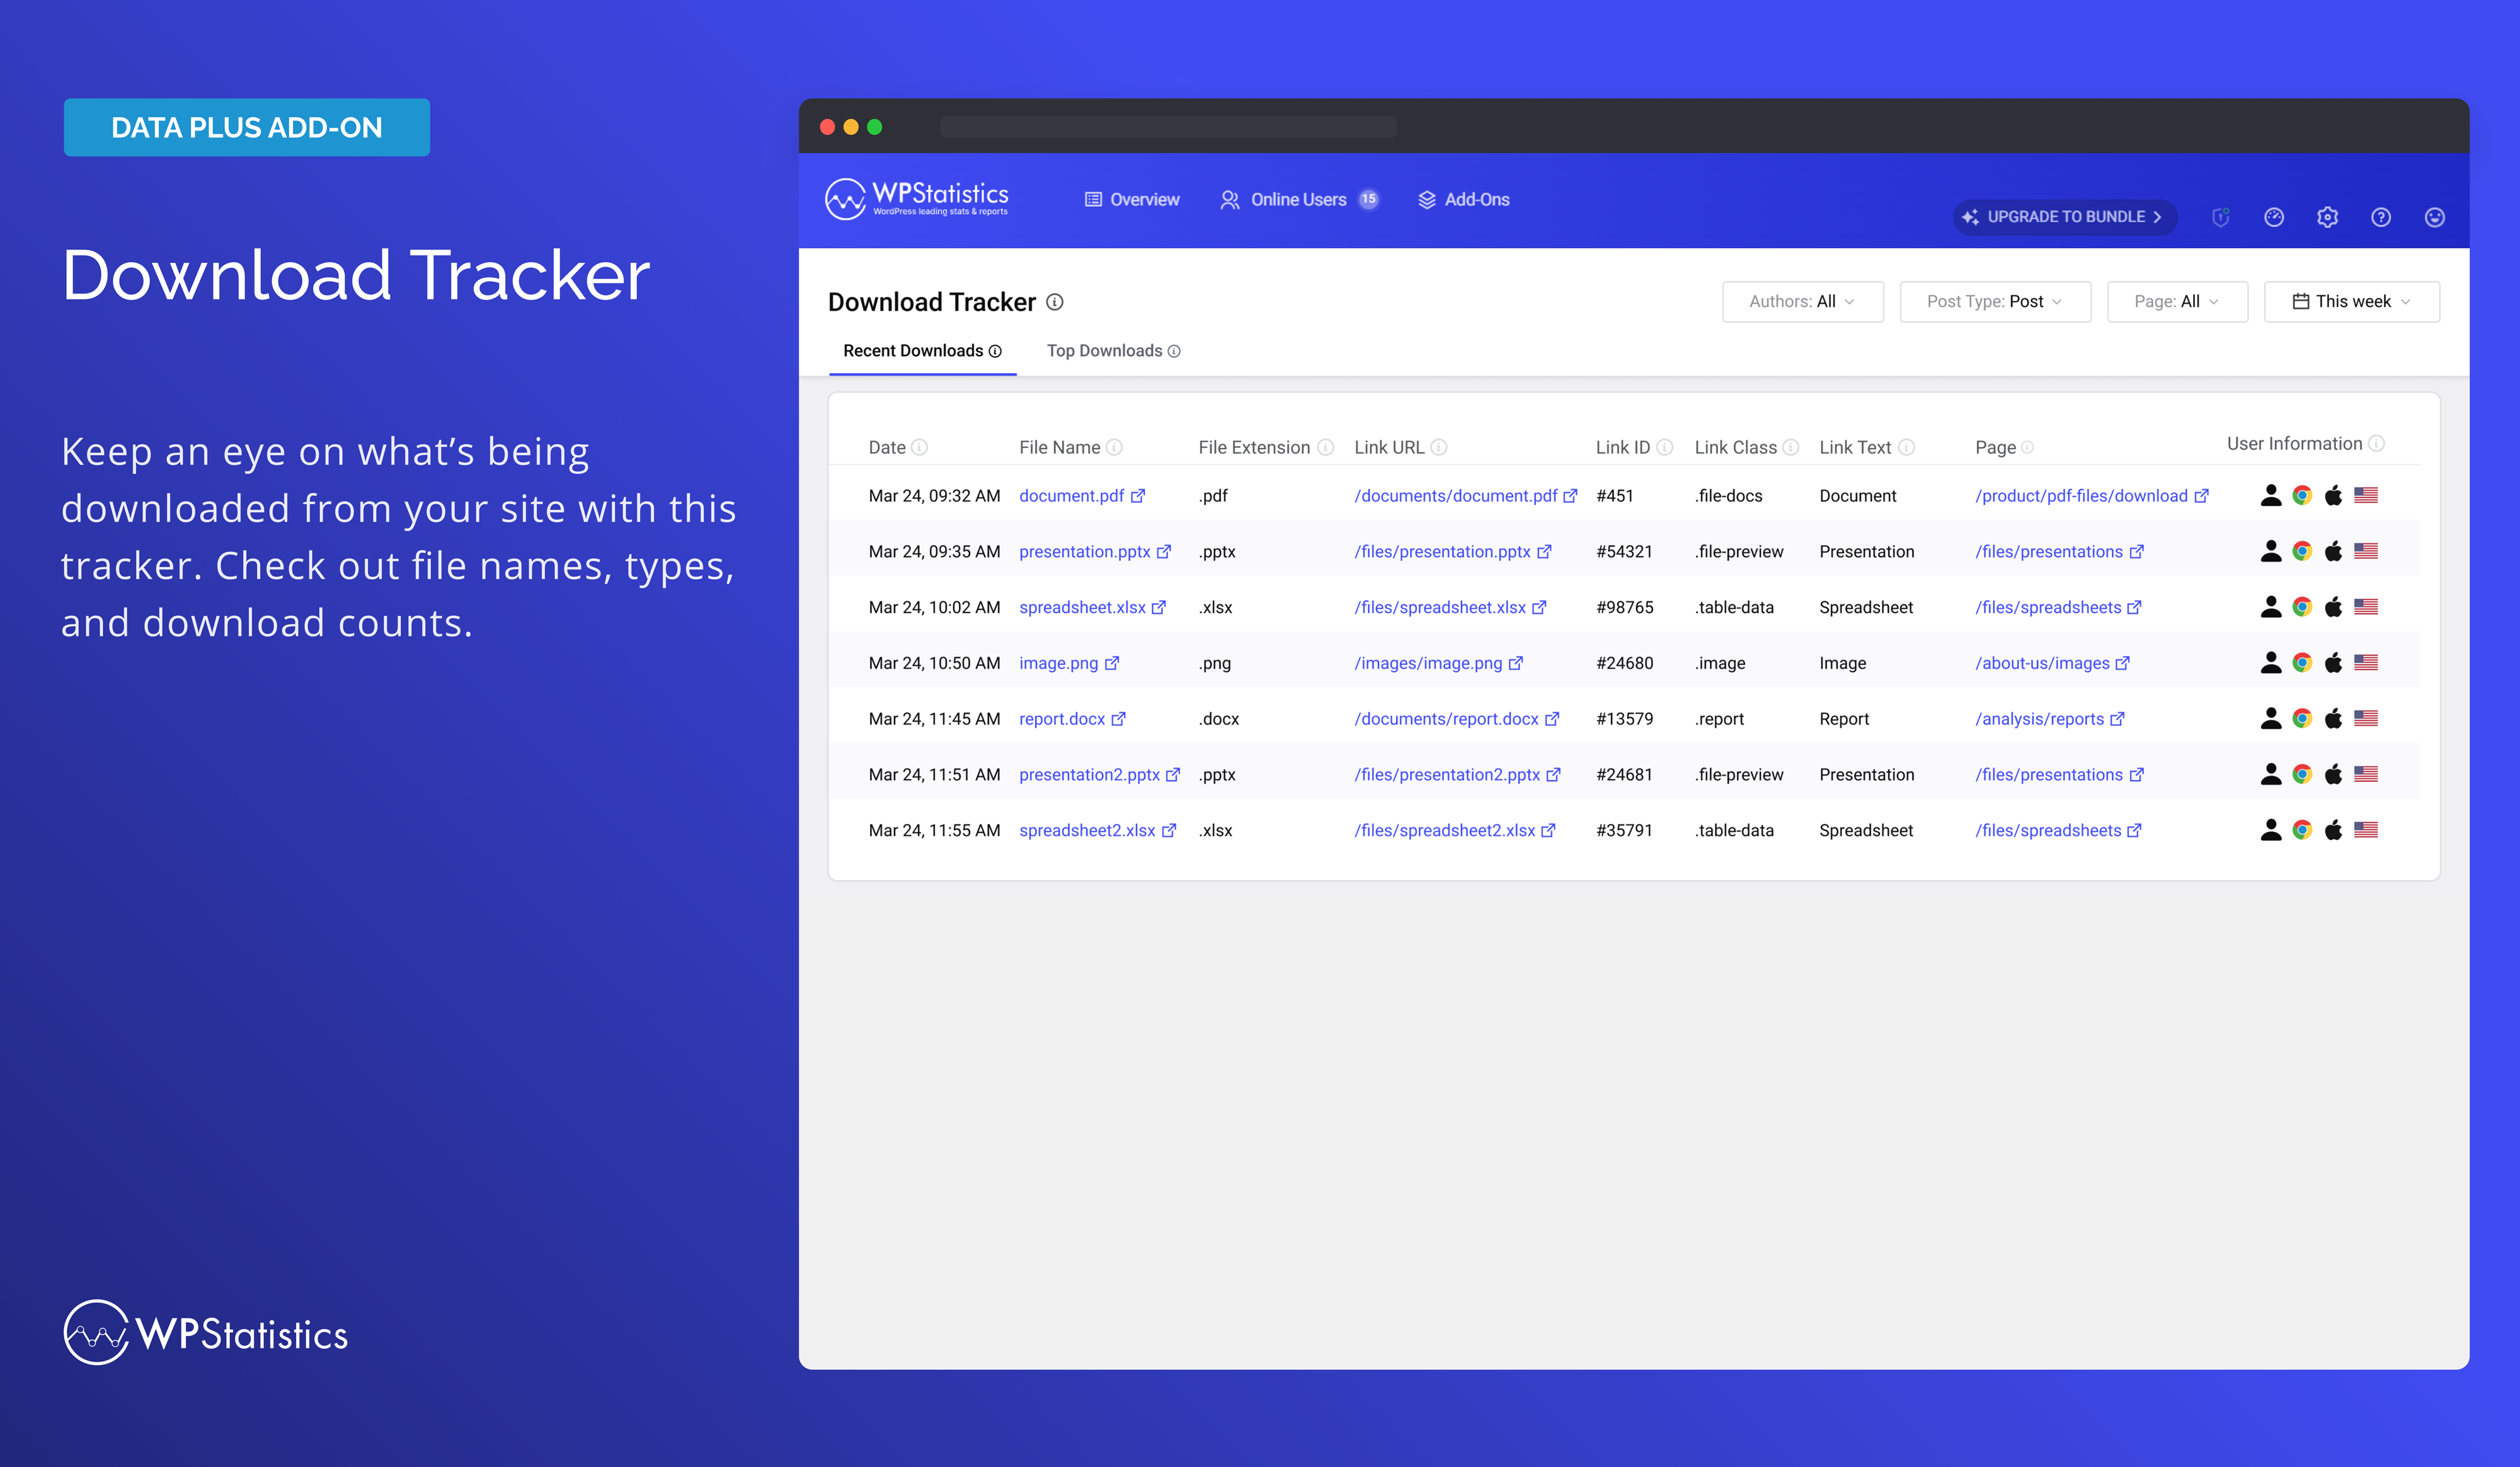 DATA PLUS ADD-ON
Download Tracker
Keep an eye on what’s being
downloaded from your site with this
tracker. Check out file names, types,
and download counts.
WPStatistics
WPStatistics
WordPress leading stats & reports
Overview Online Users 15 Add-Ons
UPGRADE TO BUNDLE
Download Tracker
Authors: All Post Type: Post Page: All This week
Recent Downloads Top Downloads
Date File Name File Extension Link URL Link ID Link Class Link Text Page User Information
Mar 24, 09:32 AM document.pdf .pdf /documents/document.pdf #451 .file-docs Document /product/pdf-files/download
Mar 24, 09:35 AM presentation.pptx .pptx /files/presentation.pptx #54321 .file-preview Presentation /files/presentations
Mar 24, 10:02 AM spreadsheet.xlsx .xlsx /files/spreadsheet.xlsx #98765 .table-data Spreadsheet /files/spreadsheets
Mar 24, 10:50 AM image.png .png /images/image.png #24680 .image Image /about-us/images
Mar 24, 11:45 AM report.docx .docx /documents/report.docx #13579 .report Report /analysis/reports
Mar 24, 11:51 AM presentation2.pptx .pptx /files/presentation2.pptx #24681 .file-preview Presentation /files/presentations
Mar 24, 11:55 AM spreadsheet2.xlsx .xlsx /files/spreadsheet2.xlsx #35791 .table-data Spreadsheet /files/spreadsheets